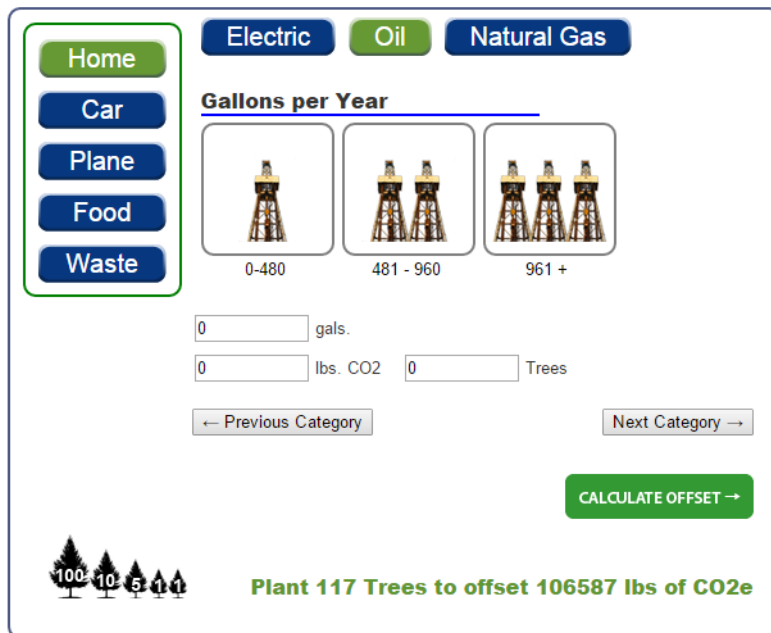 Home
Car
Plane
Food
Waste
Electric Oil Natural Gas
Gallons per Year
0-480 481 - 960 961 +
0 gals.
0 lbs. CO2 0 Trees
← Previous Category Next Category →
CALCULATE OFFSET →
100 10 5 1 1
Plant 117 Trees to offset 106587 lbs of CO2e